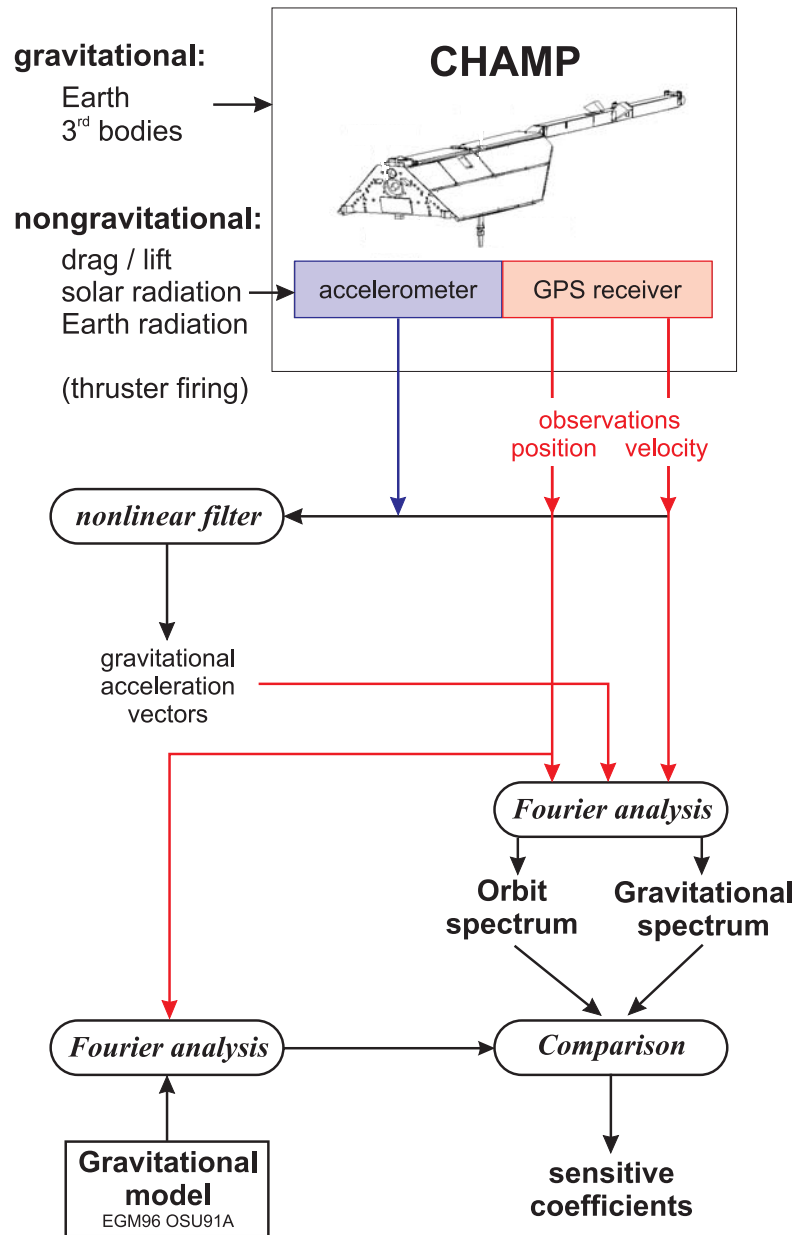 gravitational:
Earth
3rd bodies
CHAMP
nongravitational:
drag / lift
solar radiation
Earth radiation
(thruster firing)
accelerometer
GPS receiver
observations
position velocity
nonlinear filter
gravitational
acceleration
vectors
Fourier analysis
Orbit
spectrum
Gravitational
spectrum
Fourier analysis
Comparison
Gravitational
model
EGM96 OSU91A
sensitive
coefficients